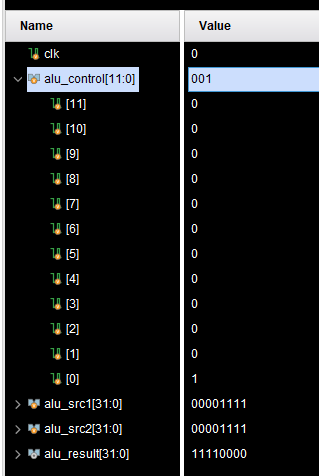 Name Value
clk 0
alu_control[11:0] 001
[11] 0
[10] 0
[9] 0
[8] 0
[7] 0
[6] 0
[5] 0
[4] 0
[3] 0
[2] 0
[1] 0
[0] 1
alu_src1[31:0] 00001111
alu_src2[31:0] 00001111
alu_result[31:0] 11110000